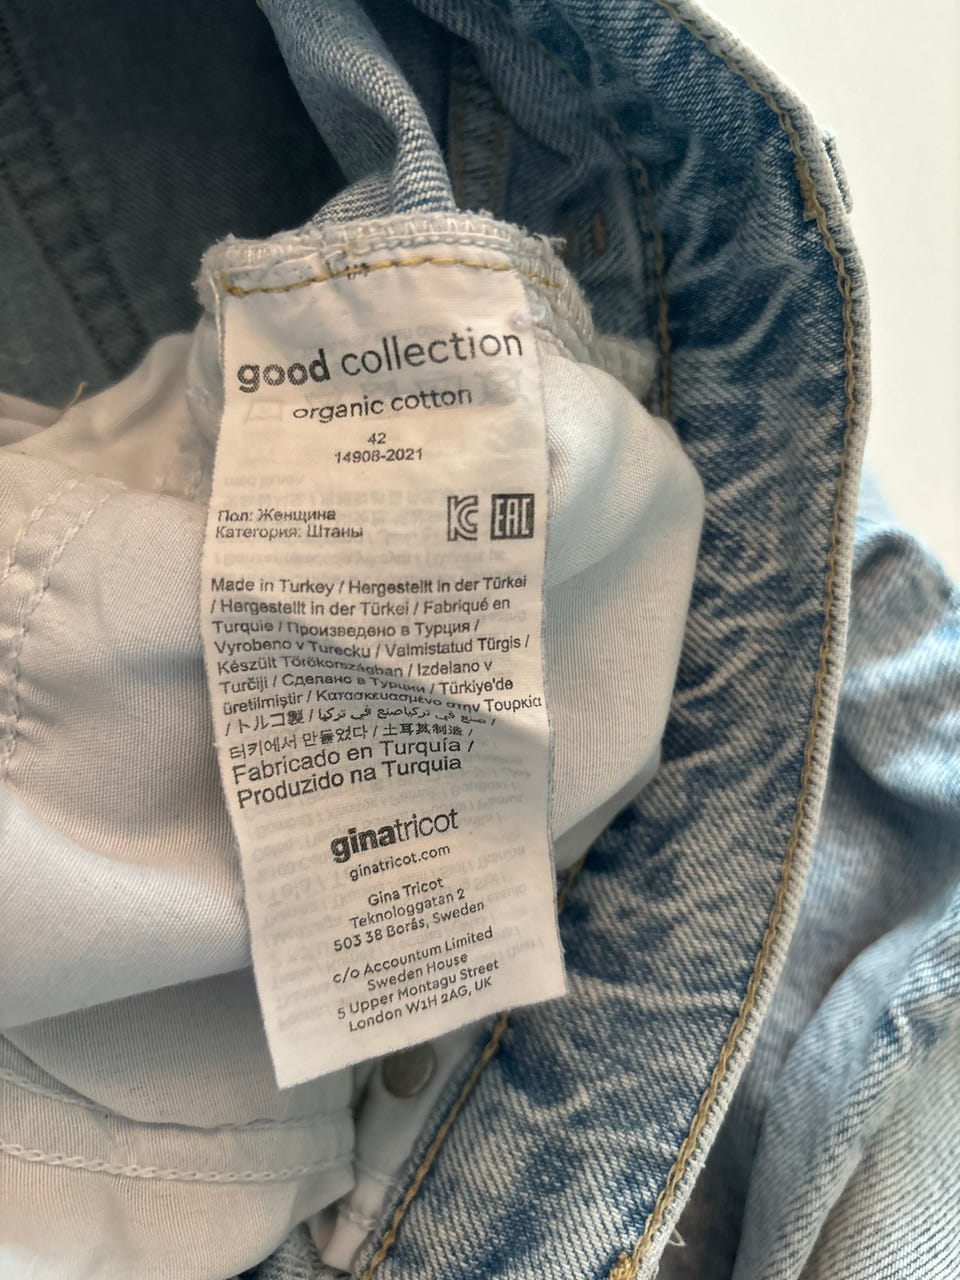 good collection
organic cotton
42
14908-2021
Пол: Женщина
Категория: Штаны
EAC
Made in Turkey / Hergestellt in der Türkei
/ Hergestellt in der Türkei / Fabriqué en
Turquie / Произведено в Турция /
Vyrobeno v Turecku / Valmistatud Türgis /
Készült Törökországban / Izdelano v
Turčiji / Сделано в Турции / Türkiye'de
üretilmiştir / Κατασκευασμένο στην Τουρκία
/ トルコ製 / صنع في تركياصنع في تركيا /
터키에서 만들었다 / 土耳其制造 /
Fabricado en Turquía /
Produzido na Turquia
ginatricot
ginatricot.com
Gina Tricot
Teknologgatan 2
503 38 Borås, Sweden
c/o Accountum Limited
Sweden House
5 Upper Montagu Street
London W1H 2AG, UK